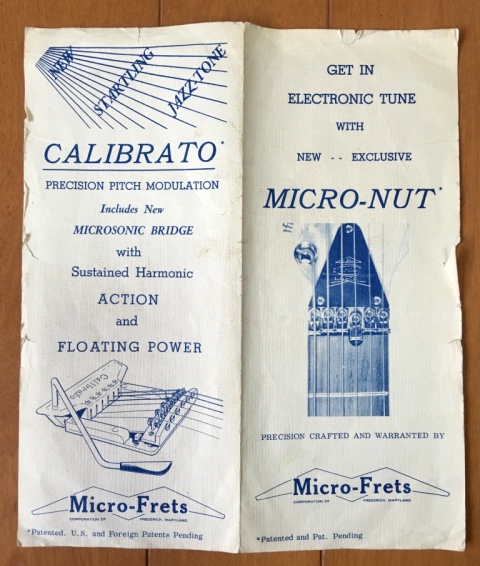 NEW
STARTLING
JAZZ-TONE
CALIBRATO*
PRECISION PITCH MODULATION
Includes New
MICROSONIC BRIDGE
with
Sustained Harmonic
ACTION
and
FLOATING POWER
Calibrato
Micro-Frets
CORPORATION OF FREDERICK, MARYLAND
*Patented. U.S. and Foreign Patents Pending
GET IN
ELECTRONIC TUNE
WITH
NEW -- EXCLUSIVE
MICRO-NUT*
PRECISION CRAFTED AND WARRANTED BY
Micro-Frets
CORPORATION OF FREDERICK, MARYLAND
*Patented and Pat. Pending